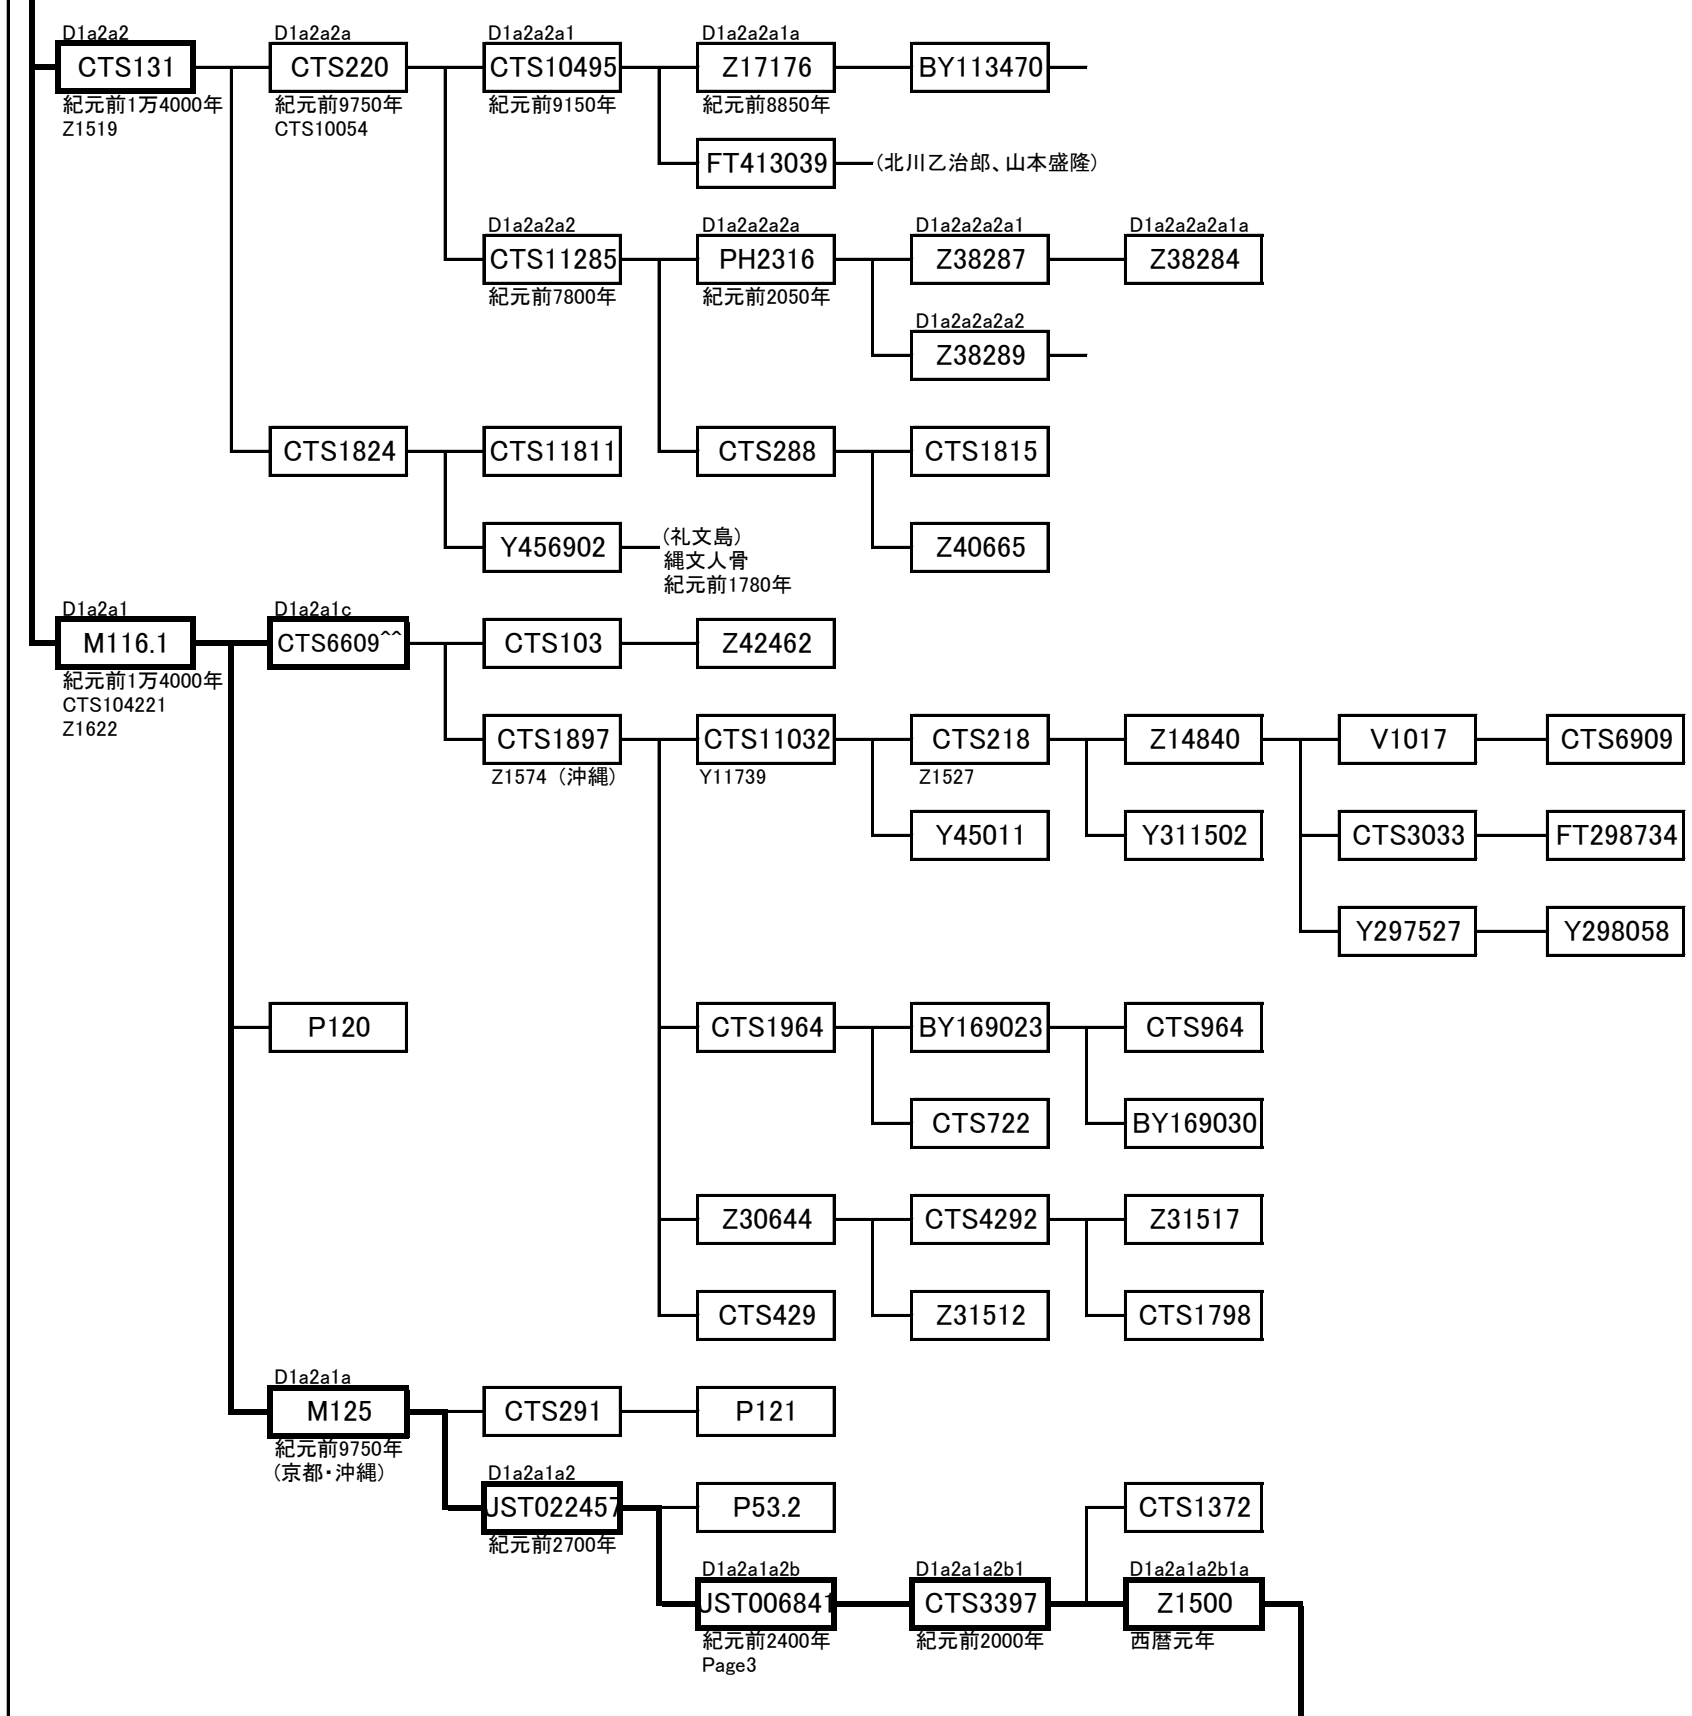 D1a2a2
CTS131
紀元前1万4000年
Z1519
D1a2a2a
CTS220
紀元前9750年
CTS10054
D1a2a2a1
CTS10495
紀元前9150年
D1a2a2a1a
Z17176
紀元前8850年
BY113470
FT413039
(北川乙治郎、山本盛隆)
D1a2a2a2
CTS11285
紀元前7800年
D1a2a2a2a
PH2316
紀元前2050年
D1a2a2a2a1
Z38287
D1a2a2a2a1a
Z38284
D1a2a2a2a2
Z38289
CTS1824
CTS11811
CTS288
CTS1815
Y456902
(礼文島)
縄文人骨
紀元前1780年
Z40665
D1a2a1
M116.1
紀元前1万4000年
CTS104221
Z1622
D1a2a1c
CTS6609^^
CTS103
Z42462
CTS1897
Z1574 (沖縄)
CTS11032
Y11739
CTS218
Z1527
Z14840
V1017
CTS6909
Y45011
Y311502
CTS3033
FT298734
Y297527
Y298058
P120
CTS1964
BY169023
CTS964
CTS722
BY169030
Z30644
CTS4292
Z31517
CTS429
Z31512
CTS1798
D1a2a1a
M125
紀元前9750年
(京都・沖縄)
CTS291
P121
D1a2a1a2
JST022457
紀元前2700年
P53.2
CTS1372
D1a2a1a2b
JST006841
紀元前2400年
Page3
D1a2a1a2b1
CTS3397
紀元前2000年
D1a2a1a2b1a
Z1500
西暦元年